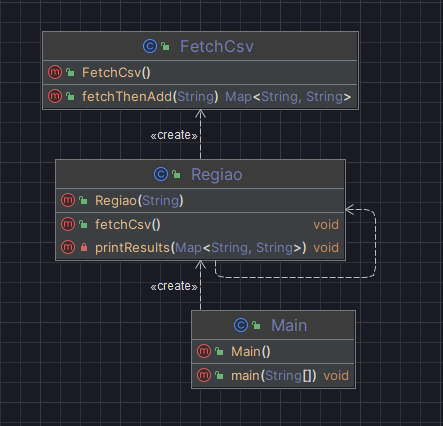 FetchCsv
FetchCsv()
fetchThenAdd(String) Map<String, String>
«create»
Regiao
Regiao(String)
fetchCsv() void
printResults(Map<String, String>) void
«create»
Main
Main()
main(String[]) void